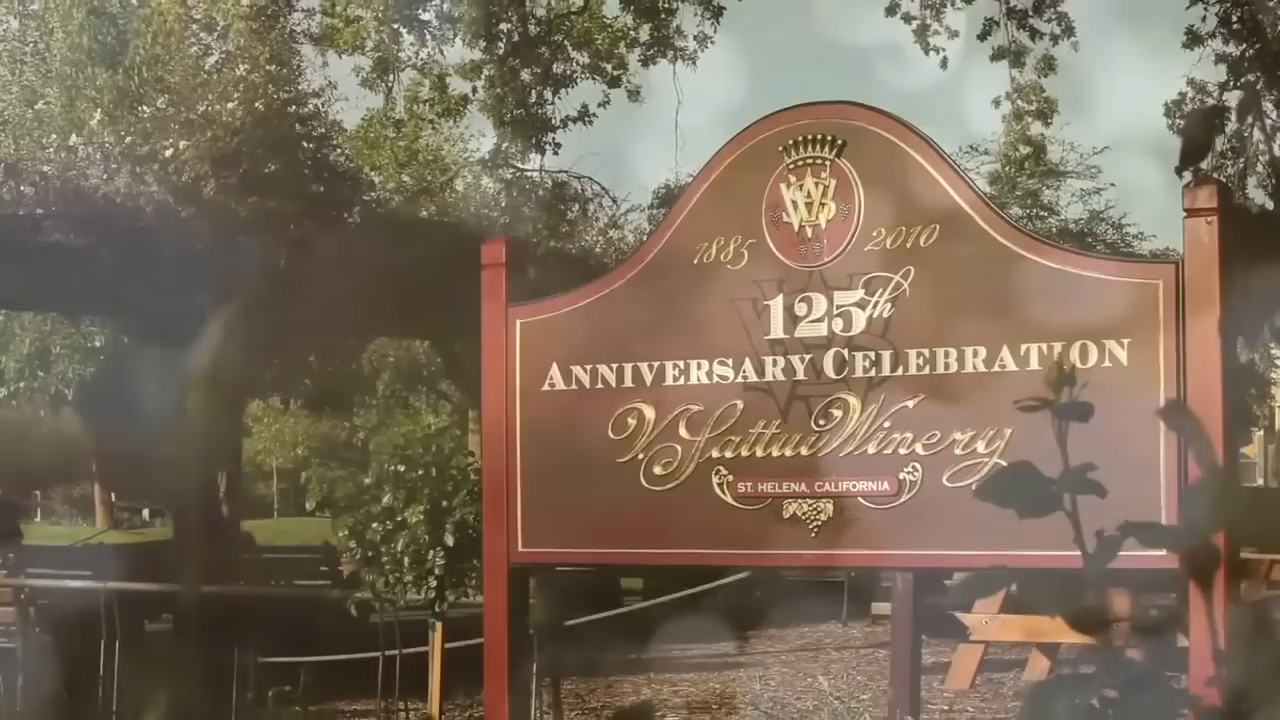 1885 2010
125th
ANNIVERSARY CELEBRATION
V. Sattui Winery
ST. HELENA, CALIFORNIA